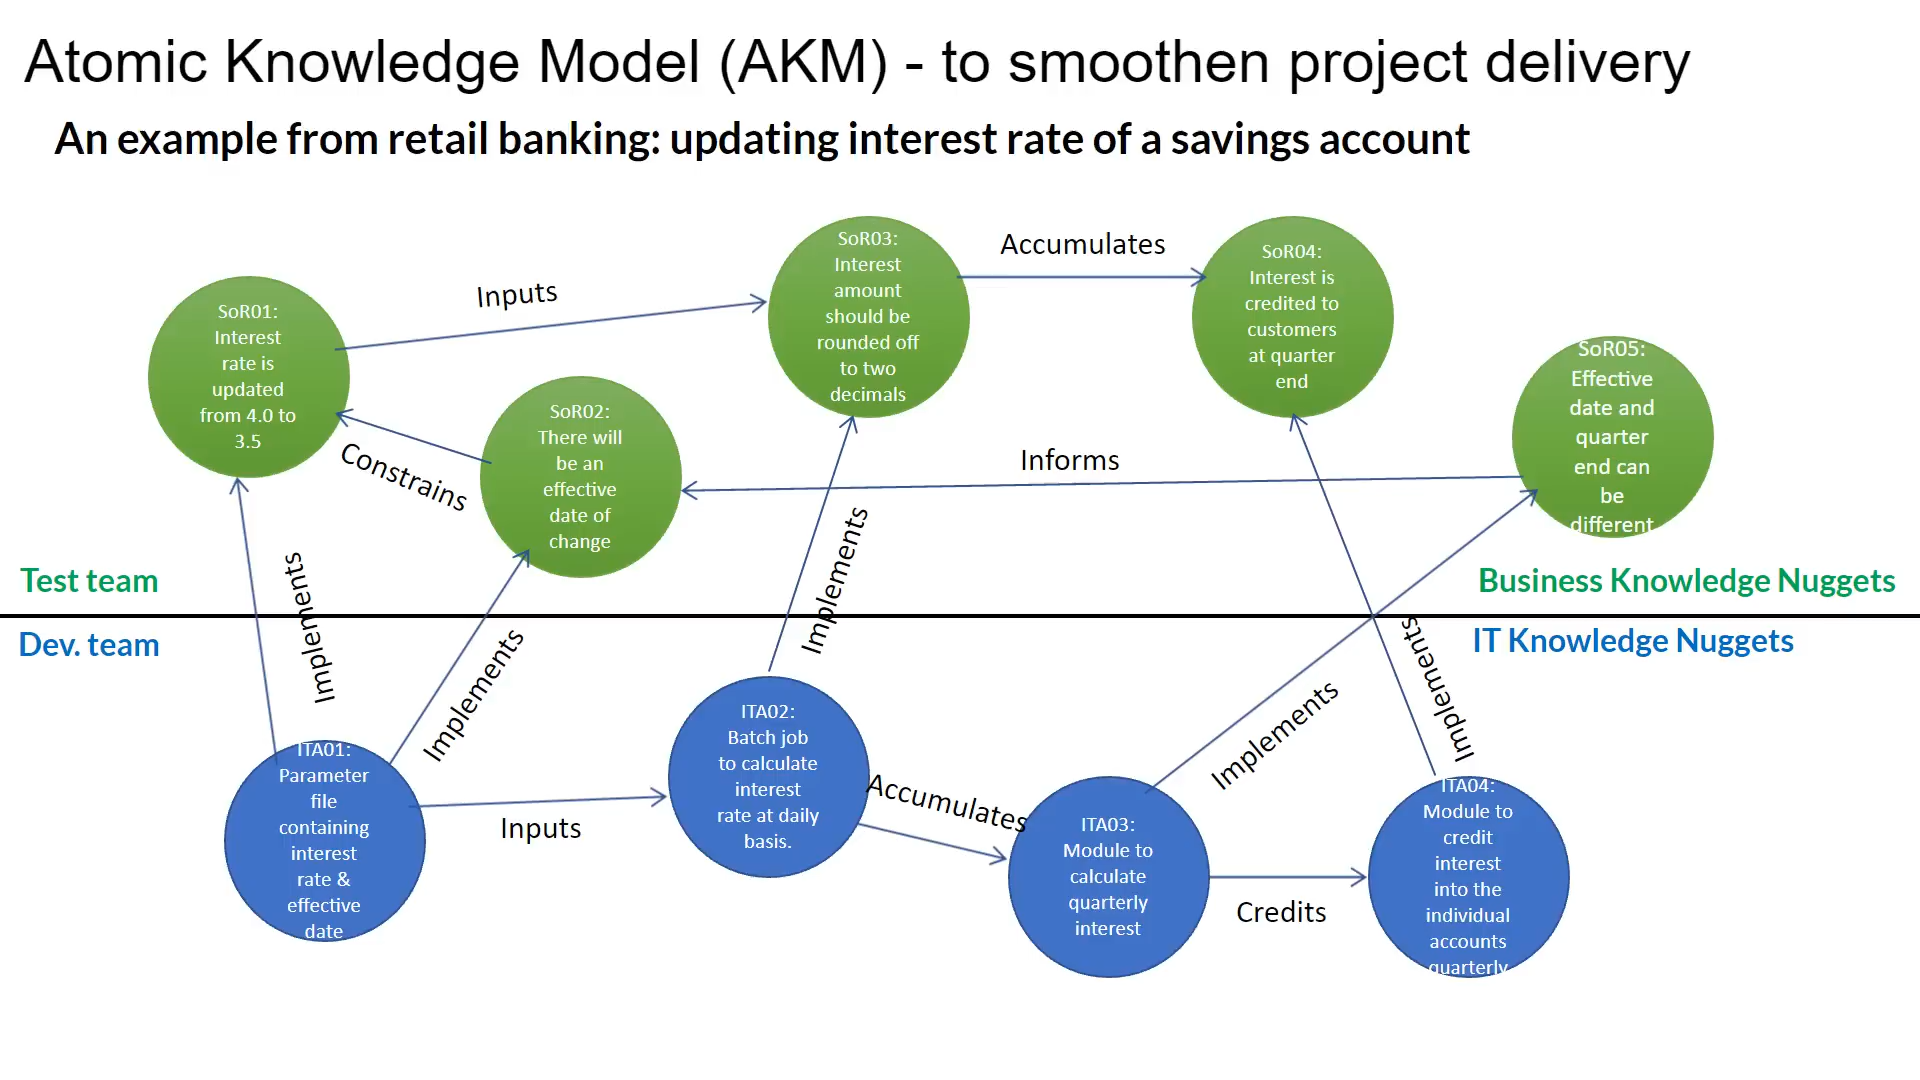 Atomic Knowledge Model (AKM) - to smoothen project delivery
An example from retail banking: updating interest rate of a savings account
SoR01:
Interest
rate is
updated
from 4.0 to
3.5
Inputs
SoR03:
Interest
amount
should be
rounded off
to two
decimals
Accumulates
SoR04:
Interest is
credited to
customers
at quarter
end
SoR05:
Effective
date and
quarter
end can
be
different
Constrains
SoR02:
There will
be an
effective
date of
change
Informs
Implements
Implements
Implements
Implements
Implements
Test team
Business Knowledge Nuggets
Dev. team
IT Knowledge Nuggets
ITA01:
Parameter
file
containing
interest
rate &
effective
date
Inputs
ITA02:
Batch job
to calculate
interest
rate at daily
basis.
Accumulates
ITA03:
Module to
calculate
quarterly
interest
Credits
ITA04:
Module to
credit
interest
into the
individual
accounts
quarterly